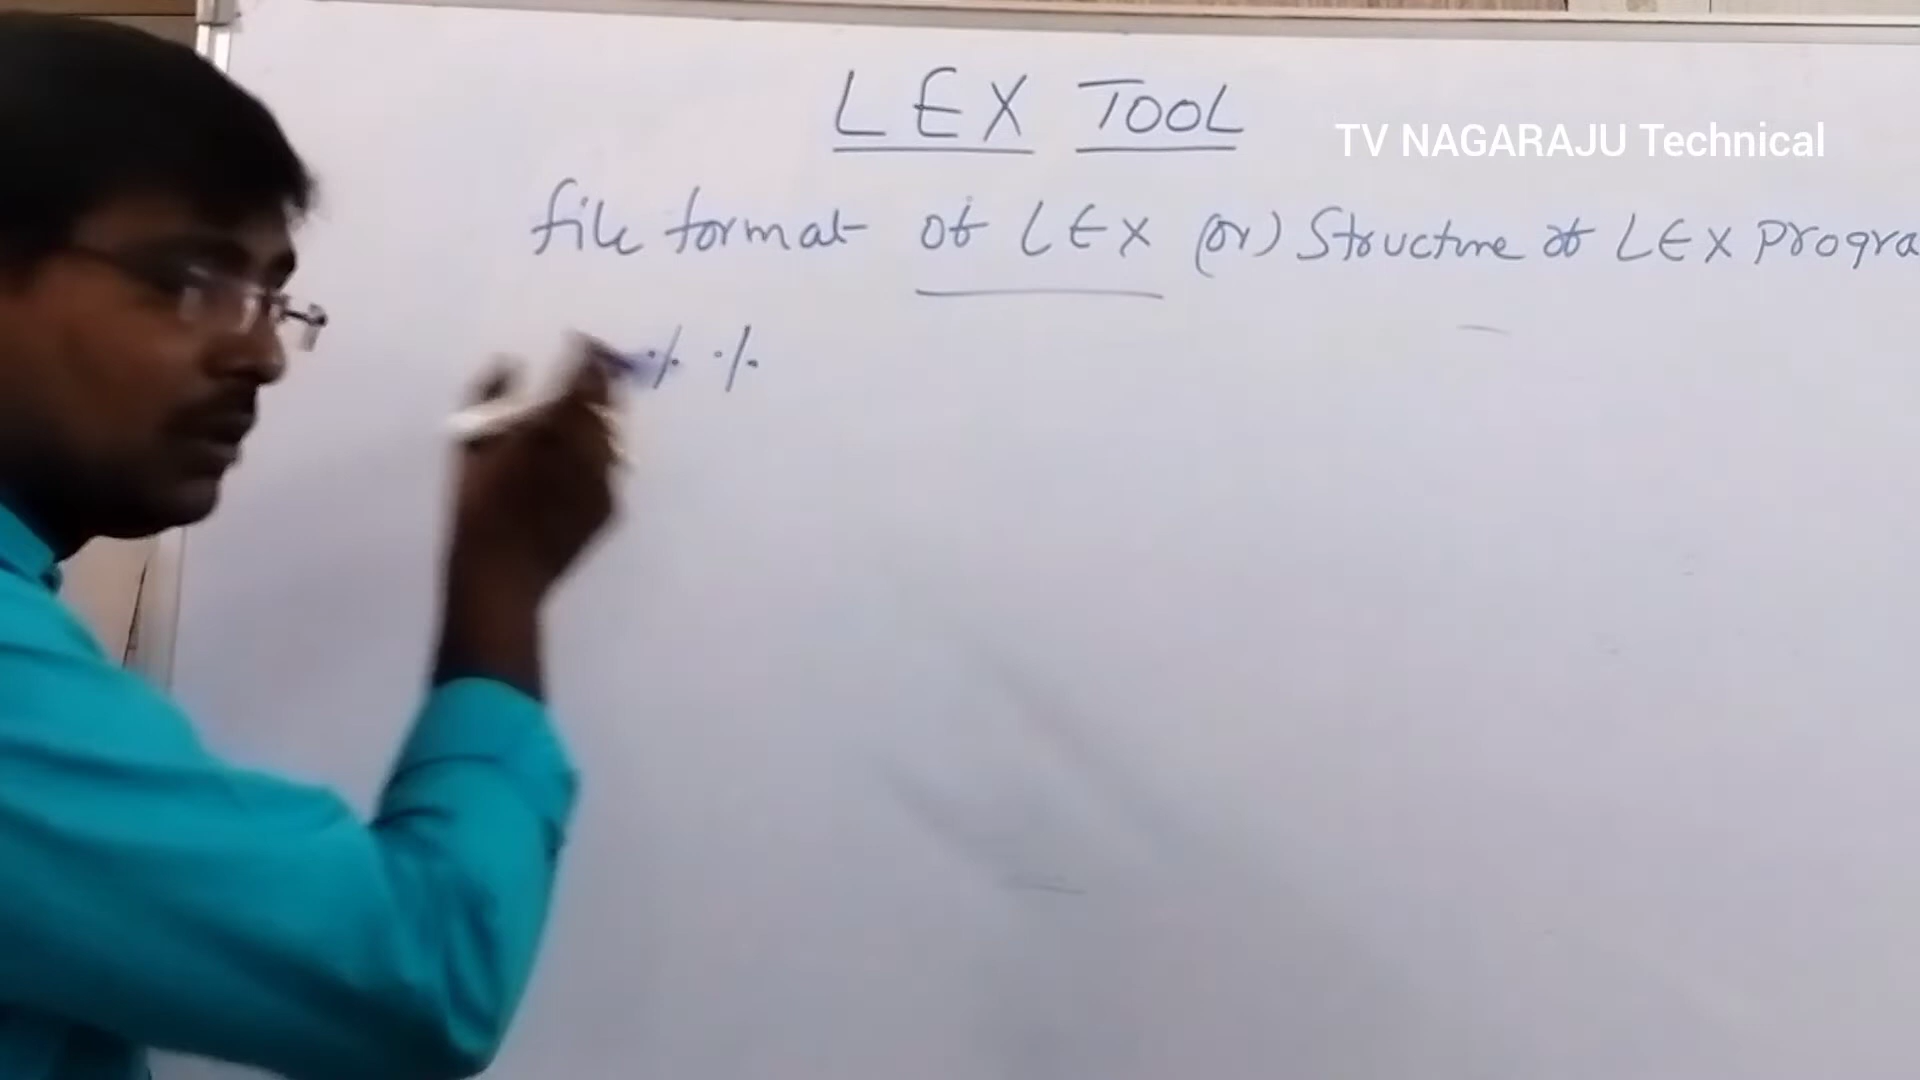 LEX TOOL
TV NAGARAJU Technical
file format of LEX (or) Structure of LEX Progra
% %